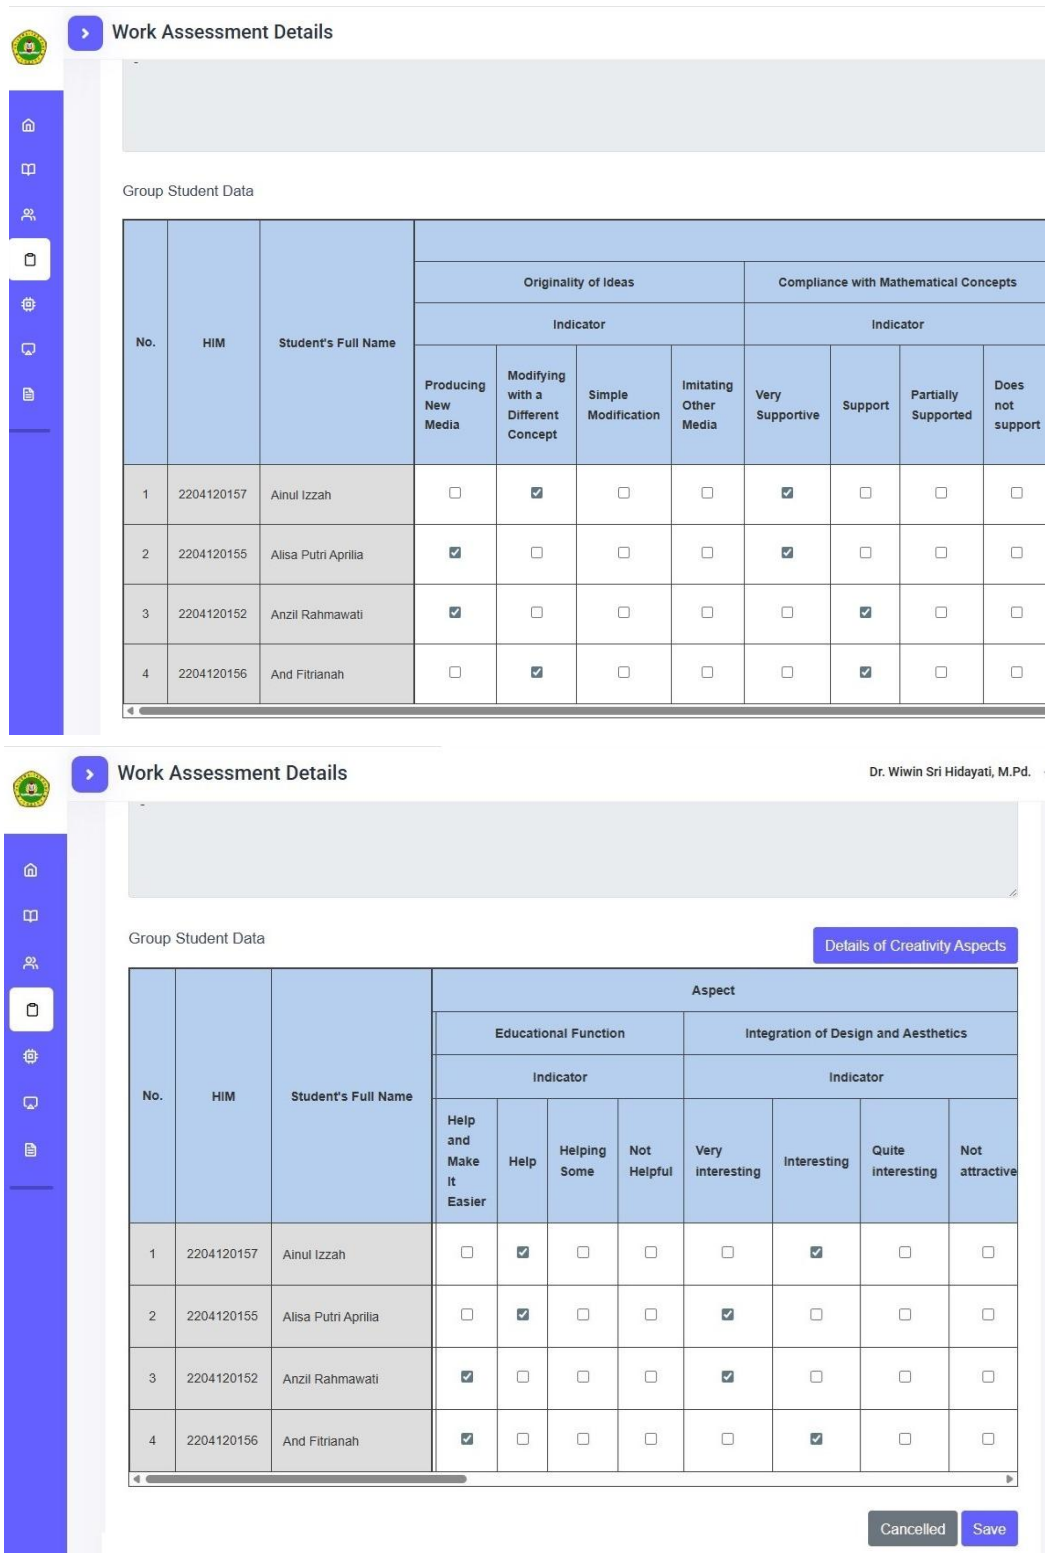 Work Assessment Details
-
Group Student Data
No.
HIM
Student's Full Name
Originality of Ideas
Compliance with Mathematical Concepts
Indicator
Indicator
Producing New Media
Modifying with a Different Concept
Simple Modification
Imitating Other Media
Very Supportive
Support
Partially Supported
Does not support
1 2204120157 Ainul Izzah
2 2204120155 Alisa Putri Aprilia
3 2204120152 Anzil Rahmawati
4 2204120156 And Fitrianah
Work Assessment Details
Dr. Wiwin Sri Hidayati, M.Pd.
-
Group Student Data
Details of Creativity Aspects
No.
HIM
Student's Full Name
Aspect
Educational Function
Integration of Design and Aesthetics
Indicator
Indicator
Help and Make It Easier
Help
Helping Some
Not Helpful
Very interesting
Interesting
Quite interesting
Not attractive
1 2204120157 Ainul Izzah
2 2204120155 Alisa Putri Aprilia
3 2204120152 Anzil Rahmawati
4 2204120156 And Fitrianah
Cancelled
Save